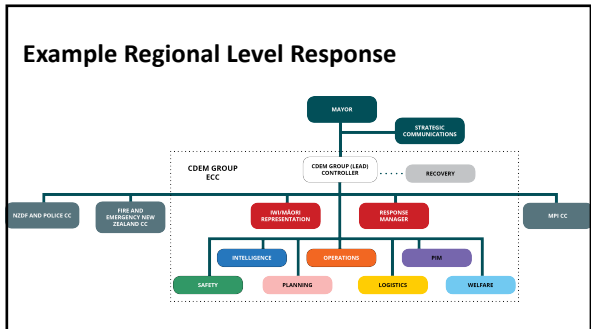 Example Regional Level Response
MAYOR
STRATEGIC
COMMUNICATIONS
CDEM GROUP
ECC
CDEM GROUP (LEAD)
CONTROLLER
RECOVERY
NZDF AND POLICE CC
FIRE AND
EMERGENCY NEW
ZEALAND CC
IWI/MĀORI
REPRESENTATION
RESPONSE
MANAGER
MPI CC
INTELLIGENCE
OPERATIONS
PIM
SAFETY
PLANNING
LOGISTICS
WELFARE